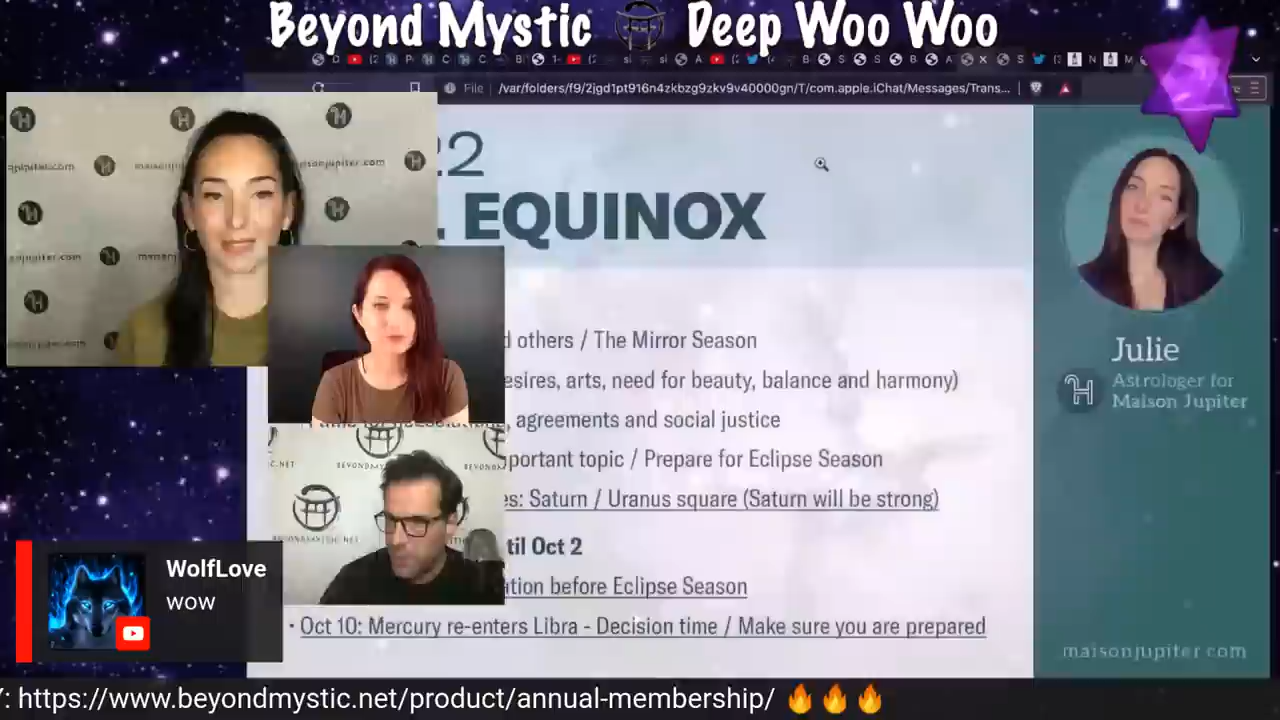 Beyond Mystic Deep Woo Woo
File /var/folders/f9/2jgd1pt916n4zkbzg9zkv9v40000gn/T/com.apple.iChat/Messages/Trans...
22
EQUINOX
others / The Mirror Season
arts, need for beauty, balance and harmony)
agreements and social justice
topic / Prepare for Eclipse Season
Saturn / Uranus square (Saturn will be strong)
Oct 2
before Eclipse Season
• Oct 10: Mercury re-enters Libra - Decision time / Make sure you are prepared
Julie
Astrologer for
Maison Jupiter
maisonjupiter.com
BEYONDMYSTIC.NET
WolfLove
wow
https://www.beyondmystic.net/product/annual-membership/ 🔥🔥🔥